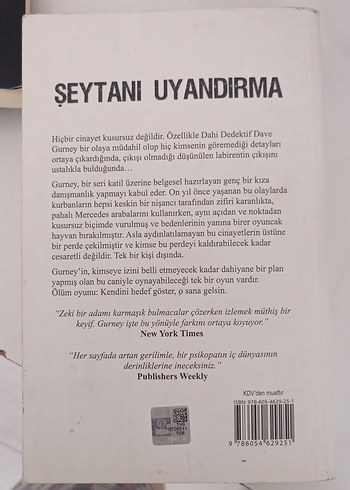 ŞEYTANI UYANDIRMA
Hiçbir cinayet kusursuz değildir. Özellikle Dahi Dedektif Dave
Gurney bir olaya müdahil olup hiç kimsenin göremediği detayları
ortaya çıkardığında, çıkışı olmadığı düşünülen labirentin çıkışını
ustalıkla bulduğunda…
Gurney, bir seri katil üzerine belgesel hazırlayan genç bir kıza
danışmanlık yapmayı kabul eder. On yıl önce yaşanan bu olaylarda
kurbanların hepsi keskin bir nişancı tarafından zifiri karanlıkta,
pahalı Mercedes arabalarını kullanırken, aynı açıdan ve noktadan
kusursuz biçimde vurulmuş ve bedenlerinin yanına birer oyuncak
hayvan bırakılmıştır. Asla aydınlatılamayan bu cinayetlerin üstüne
bir perde çekilmiştir ve kimse bu perdeyi kaldırabilecek kadar
cesaretli değildir. Tek bir kişi dışında.
Gurney'in, kimseye izini belli etmeyecek kadar dahiyane bir plan
yapmış olan bu caniyle oynayabileceği tek bir oyun vardır.
Ölüm oyunu: Kendini hedef göster, o sana gelsin.
"Zeki bir adamı karmaşık bulmacalar çözerken izlemek müthiş bir
keyif. Gurney işte bu yönüyle farkını ortaya koyuyor."
New York Times
"Her sayfada artan gerilimle, bir psikopatın iç dünyasının
derinliklerine ineceksiniz."
Publishers Weekly
KDV'den muaftır
ISBN: 978-605-4629-25-1
9 786054 629251